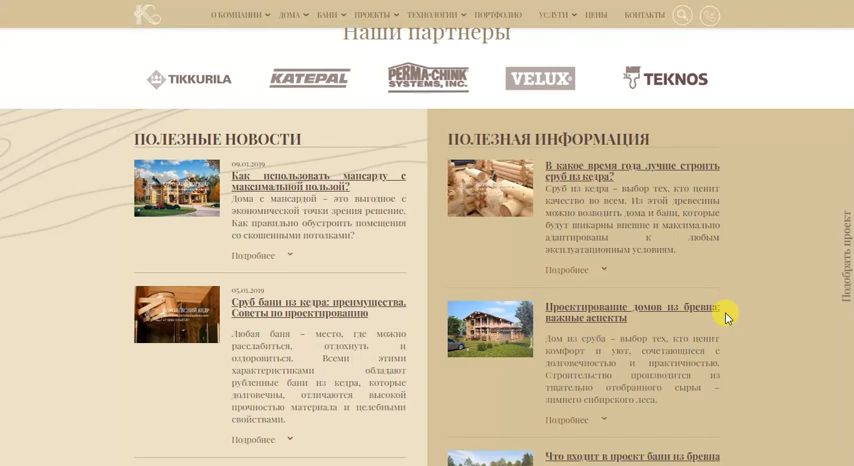 О КОМПАНИИ ДОМА БАНИ ПРОЕКТЫ ТЕХНОЛОГИИ ПОРТФОЛИО УСЛУГИ ЦЕНЫ КОНТАКТЫ
Наши партнеры
TIKKURILA KATEPAL PERMA-CHINK SYSTEMS, INC. VELUX TEKNOS
ПОЛЕЗНЫЕ НОВОСТИ
09.01.2019
Как использовать мансарду с
максимальной пользой?
Дома с мансардой – это выгодное с
экономической точки зрения решение.
Как правильно обустроить помещения
со скошенными потолками?
Подробнее
05.01.2019
Сруб бани из кедра: преимущества.
Советы по проектированию
Любая баня – место, где можно
расслабиться, отдохнуть и
оздоровиться. Всеми этими
характеристиками обладают
рубленные бани из кедра, которые
долговечны, отличаются высокой
прочностью материала и целебными
свойствами.
Подробнее
ПОЛЕЗНАЯ ИНФОРМАЦИЯ
В какое время года лучше строить
сруб из кедра?
Сруб из кедра – выбор тех, кто ценит
качество во всем. Из этой древесины
можно возводить дома и бани, которые
будут внешне и максимально
адаптированы к любым
эксплуатационным условиям.
Подробнее
Проектирование домов из бревна:
важные аспекты
Дом из сруба – выбор тех, кто ценит
комфорт и уют, сочетающиеся с
долговечностью и практичностью.
Строительство производится из
тщательно отобранного сырья –
зимнего сибирского леса.
Подробнее
Что входит в проект бани из бревна
Подобрать проект